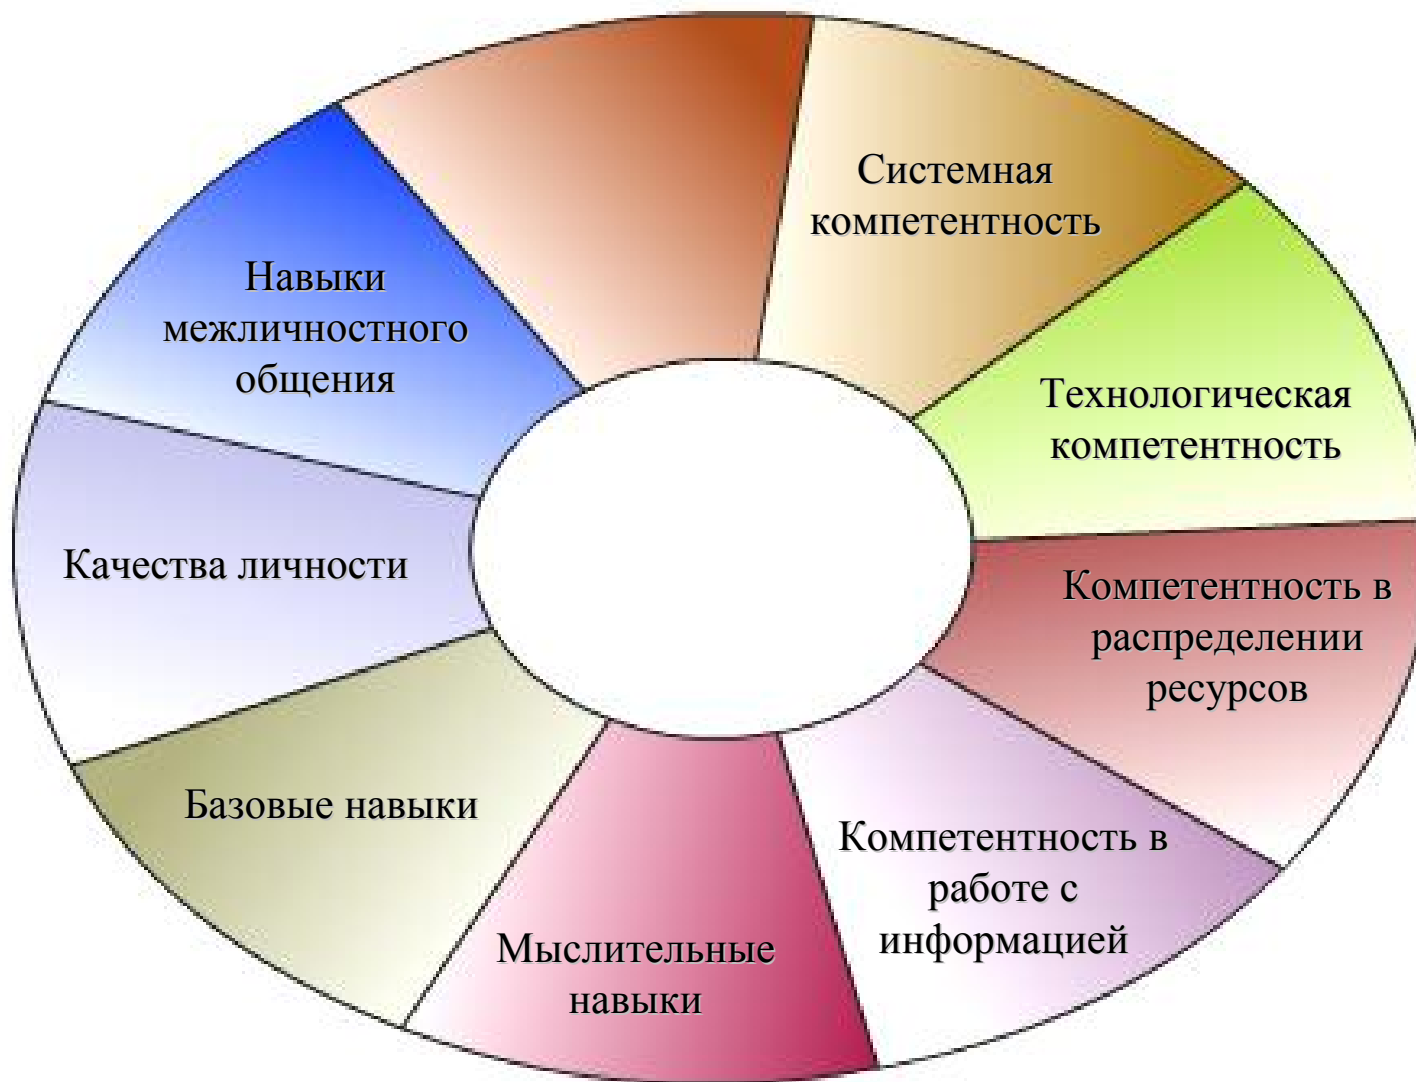 Системная
компетентность
Навыки
межличностного
общения
Технологическая
компетентность
Качества личности
Компетентность в
распределении
ресурсов
Базовые навыки
Компетентность в
работе с
информацией
Мыслительные
навыки